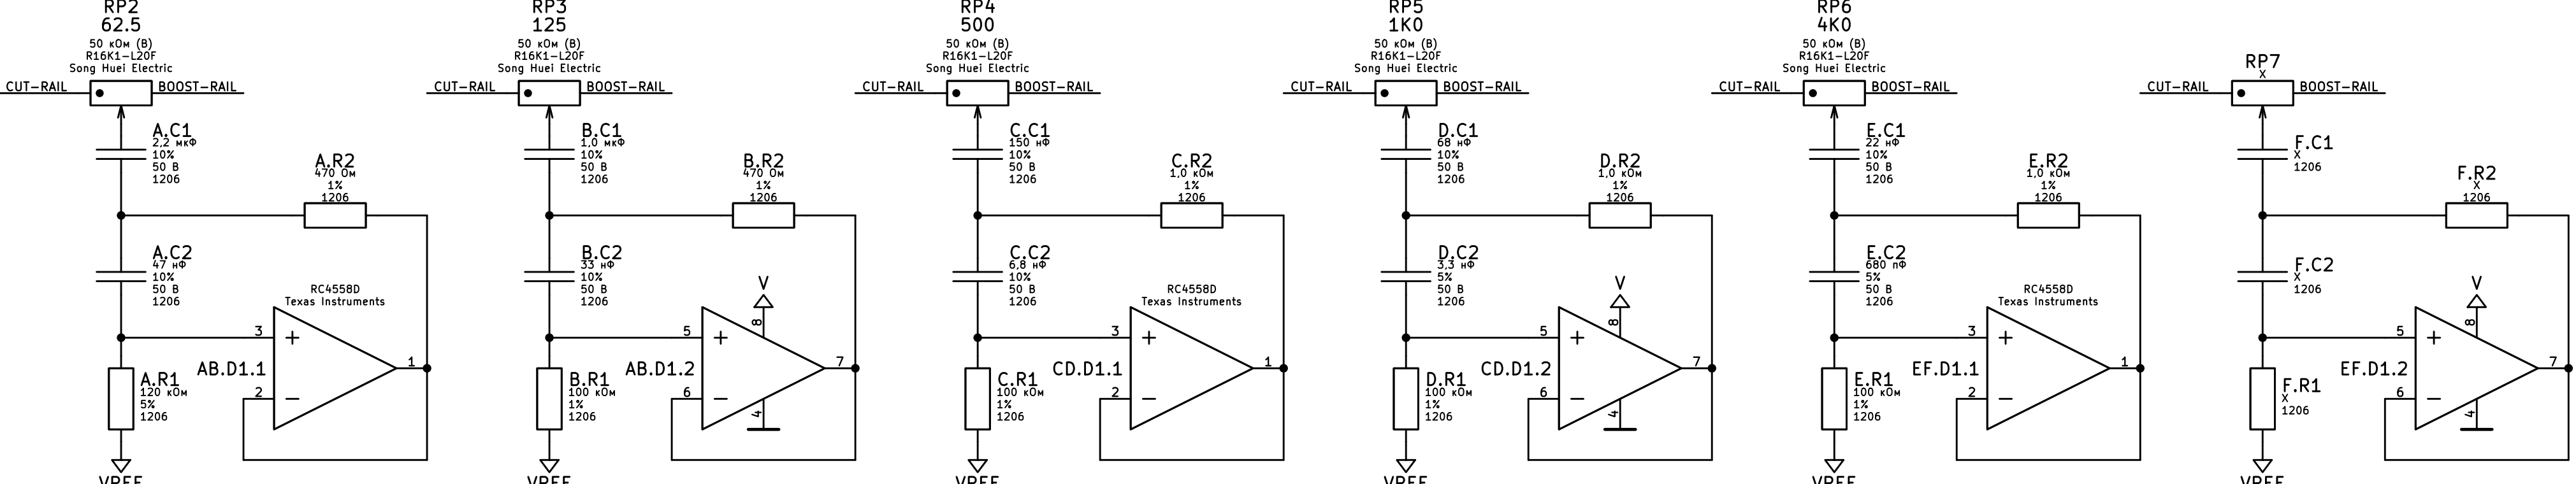 RP2
62.5
50 кОм (B)
R16K1-L20F
Song Huei Electric
CUT-RAIL
BOOST-RAIL
A.C1
2,2 мкФ
10%
50 В
1206
A.R2
470 Ом
1%
1206
A.C2
47 нФ
10%
50 В
1206
RC4558D
Texas Instruments
3
+
1
AB.D1.1
2
−
A.R1
120 кОм
5%
1206
VREF
RP3
125
50 кОм (B)
R16K1-L20F
Song Huei Electric
CUT-RAIL
BOOST-RAIL
B.C1
1,0 мкФ
10%
50 В
1206
B.R2
470 Ом
1%
1206
B.C2
33 нФ
10%
50 В
1206
V
8
5
+
7
AB.D1.2
6
−
4
B.R1
100 кОм
1%
1206
VREF
RP4
500
50 кОм (B)
R16K1-L20F
Song Huei Electric
CUT-RAIL
BOOST-RAIL
C.C1
150 нФ
10%
50 В
1206
C.R2
1,0 кОм
1%
1206
C.C2
6,8 нФ
10%
50 В
1206
RC4558D
Texas Instruments
3
+
1
CD.D1.1
2
−
C.R1
100 кОм
1%
1206
VREF
RP5
1K0
50 кОм (B)
R16K1-L20F
Song Huei Electric
CUT-RAIL
BOOST-RAIL
D.C1
68 нФ
10%
50 В
1206
D.R2
1,0 кОм
1%
1206
D.C2
3,3 нФ
5%
50 В
1206
V
8
5
+
7
CD.D1.2
6
−
4
D.R1
100 кОм
1%
1206
VREF
RP6
4K0
50 кОм (B)
R16K1-L20F
Song Huei Electric
CUT-RAIL
BOOST-RAIL
E.C1
22 нФ
10%
50 В
1206
E.R2
1,0 кОм
1%
1206
E.C2
680 пФ
5%
50 В
1206
RC4558D
Texas Instruments
3
+
1
EF.D1.1
2
−
E.R1
100 кОм
1%
1206
VREF
RP7
X
CUT-RAIL
BOOST-RAIL
F.C1
X
1206
F.R2
X
1206
F.C2
X
1206
V
8
5
+
7
EF.D1.2
6
−
4
F.R1
X
1206
VREF